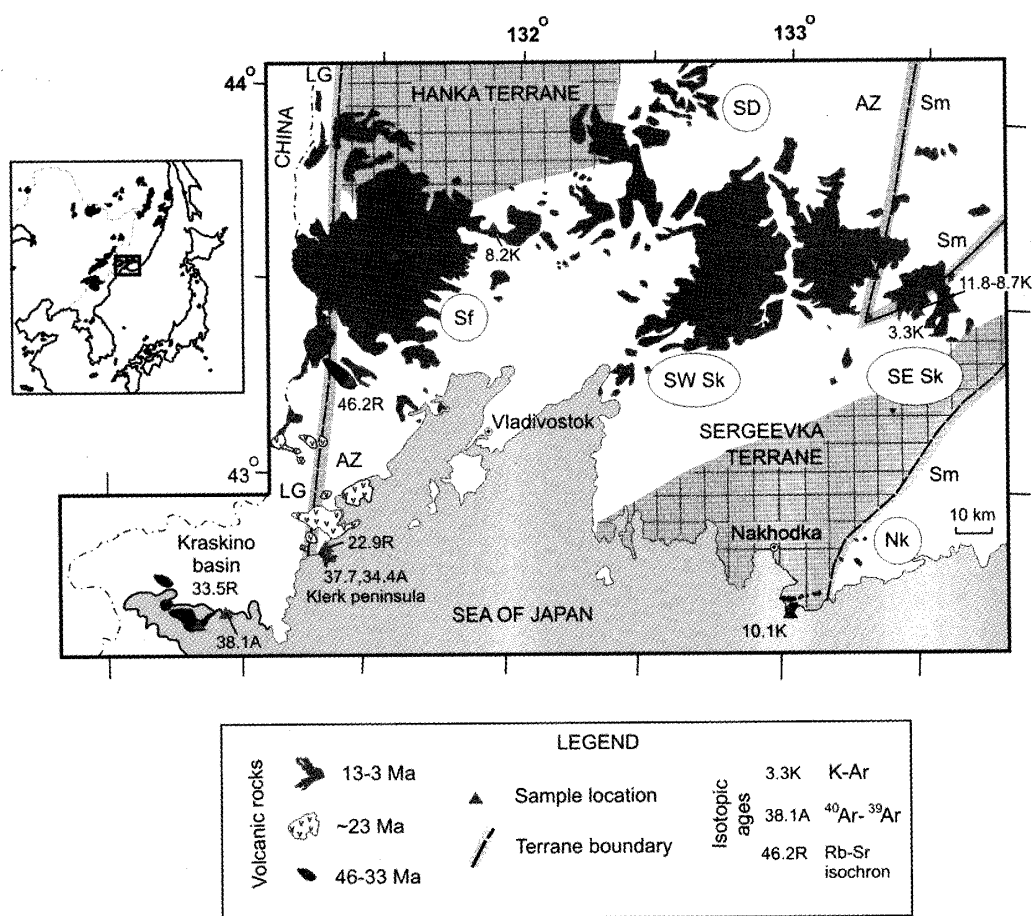 132°
133°
44°
LG
CHINA
HANKA TERRANE
SD
AZ
Sm
8.2K
Sm
11.8-8.7K
3.3K
Sf
SW Sk
SE Sk
46.2R
Vladivostok
SERGEEVKA
TERRANE
43°
AZ
LG
Sm
10 km
Nakhodka
Nk
22.9R
37.7,34.4A
Klerk peninsula
Kraskino
basin
33.5R
38.1A
SEA OF JAPAN
10.1K
LEGEND
Volcanic rocks
13-3 Ma
~23 Ma
46-33 Ma
Sample location
Terrane boundary
Isotopic
ages
3.3K K-Ar
38.1A ⁴⁰Ar- ³⁹Ar
46.2R Rb-Sr
isochron